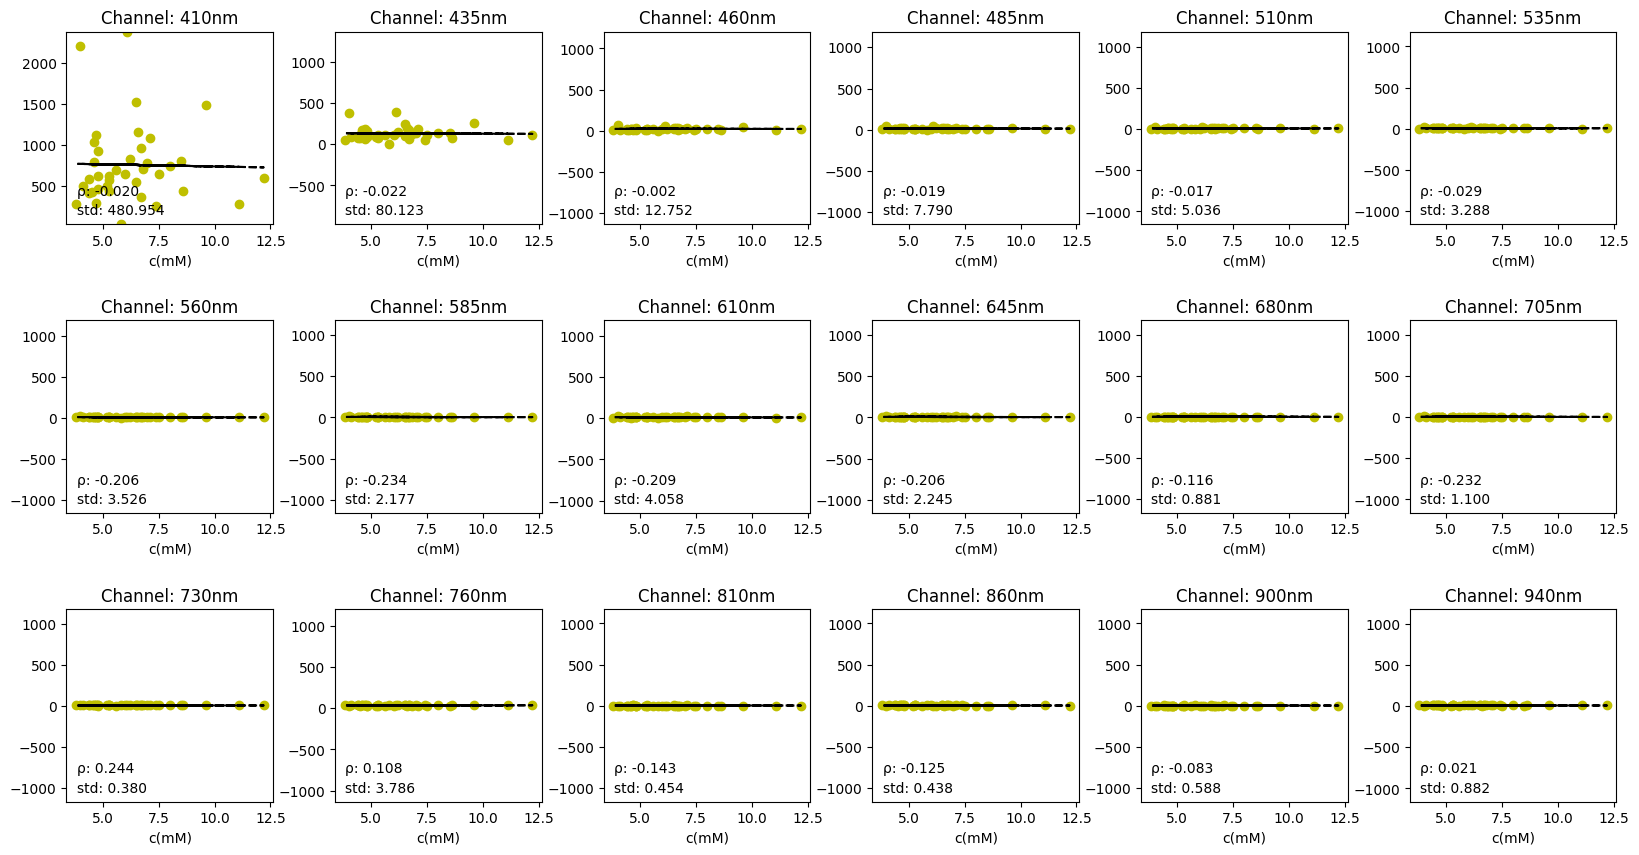 Channel: 410nm
2000
1500
1000
500
ρ: -0.020
std: 480.954
5.0 7.5 10.0 12.5
c(mM)
Channel: 435nm
1000
500
0
−500
ρ: -0.022
std: 80.123
5.0 7.5 10.0 12.5
c(mM)
Channel: 460nm
1000
500
0
−500
−1000
ρ: -0.002
std: 12.752
5.0 7.5 10.0 12.5
c(mM)
Channel: 485nm
1000
500
0
−500
−1000
ρ: -0.019
std: 7.790
5.0 7.5 10.0 12.5
c(mM)
Channel: 510nm
1000
500
0
−500
−1000
ρ: -0.017
std: 5.036
5.0 7.5 10.0 12.5
c(mM)
Channel: 535nm
1000
500
0
−500
−1000
ρ: -0.029
std: 3.288
5.0 7.5 10.0 12.5
c(mM)
Channel: 560nm
1000
500
0
−500
−1000
ρ: -0.206
std: 3.526
5.0 7.5 10.0 12.5
c(mM)
Channel: 585nm
1000
500
0
−500
−1000
ρ: -0.234
std: 2.177
5.0 7.5 10.0 12.5
c(mM)
Channel: 610nm
1000
500
0
−500
−1000
ρ: -0.209
std: 4.058
5.0 7.5 10.0 12.5
c(mM)
Channel: 645nm
1000
500
0
−500
−1000
ρ: -0.206
std: 2.245
5.0 7.5 10.0 12.5
c(mM)
Channel: 680nm
1000
500
0
−500
−1000
ρ: -0.116
std: 0.881
5.0 7.5 10.0 12.5
c(mM)
Channel: 705nm
1000
500
0
−500
−1000
ρ: -0.232
std: 1.100
5.0 7.5 10.0 12.5
c(mM)
Channel: 730nm
1000
500
0
−500
−1000
ρ: 0.244
std: 0.380
5.0 7.5 10.0 12.5
c(mM)
Channel: 760nm
1000
500
0
−500
−1000
ρ: 0.108
std: 3.786
5.0 7.5 10.0 12.5
c(mM)
Channel: 810nm
1000
500
0
−500
−1000
ρ: -0.143
std: 0.454
5.0 7.5 10.0 12.5
c(mM)
Channel: 860nm
1000
500
0
−500
−1000
ρ: -0.125
std: 0.438
5.0 7.5 10.0 12.5
c(mM)
Channel: 900nm
1000
500
0
−500
−1000
ρ: -0.083
std: 0.588
5.0 7.5 10.0 12.5
c(mM)
Channel: 940nm
1000
500
0
−500
−1000
ρ: 0.021
std: 0.882
5.0 7.5 10.0 12.5
c(mM)